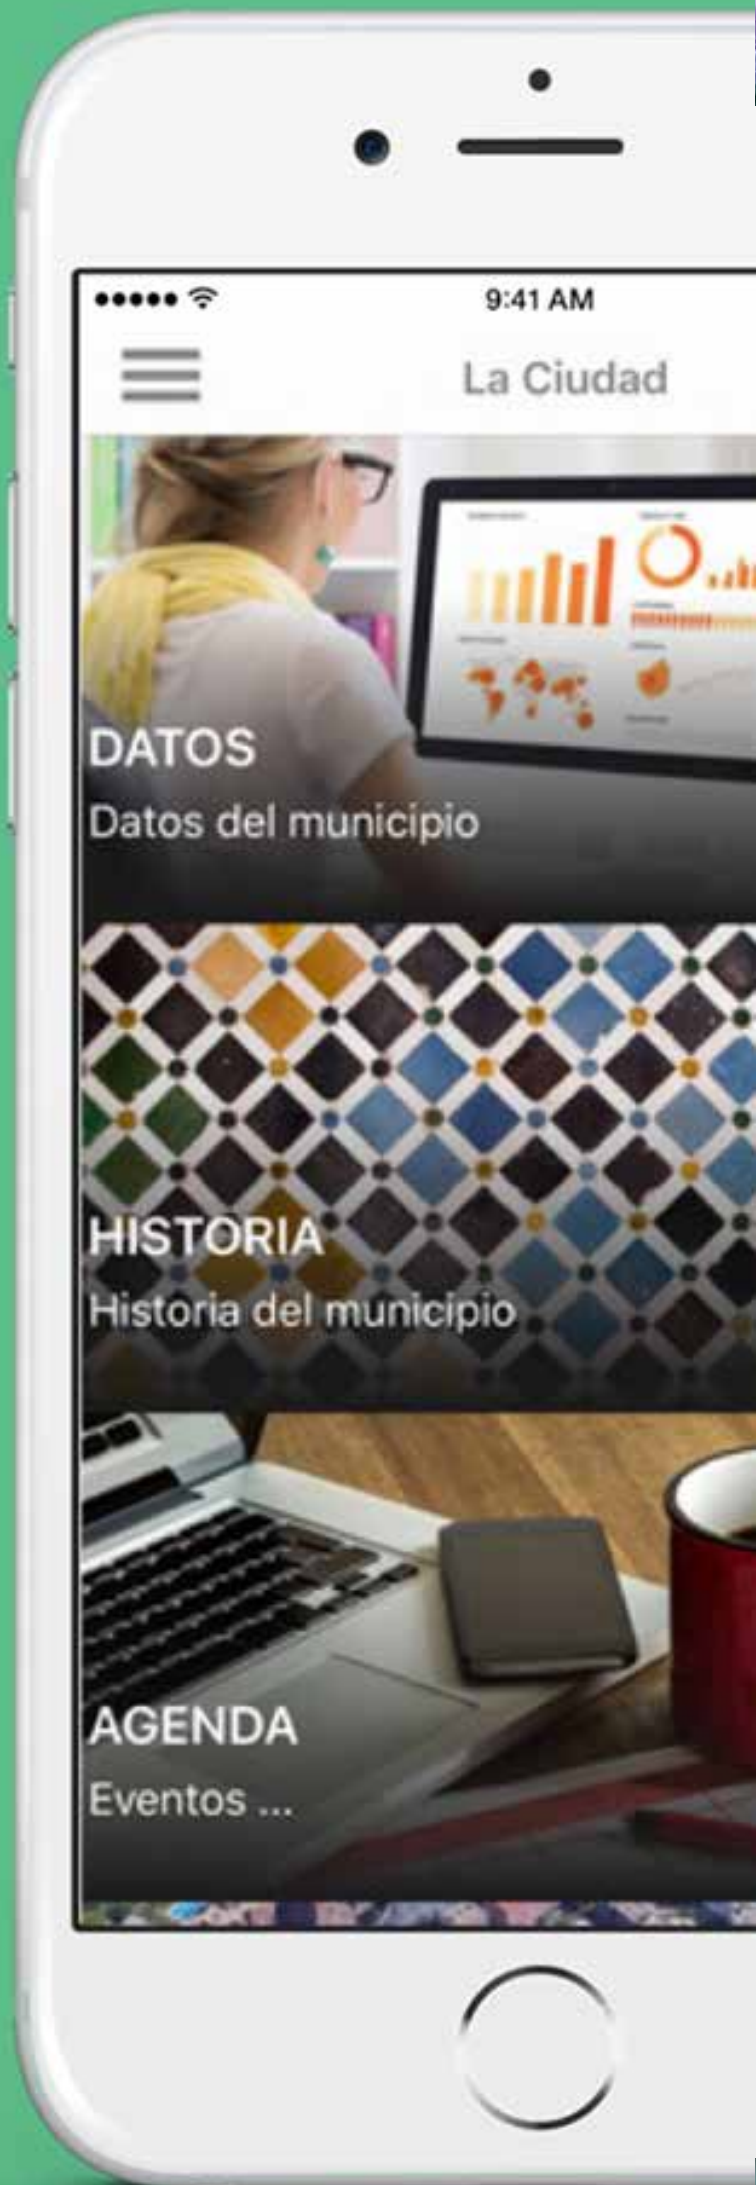 9:41 AM
La Ciudad
DATOS
Datos del municipio
HISTORIA
Historia del municipio
AGENDA
Eventos ...